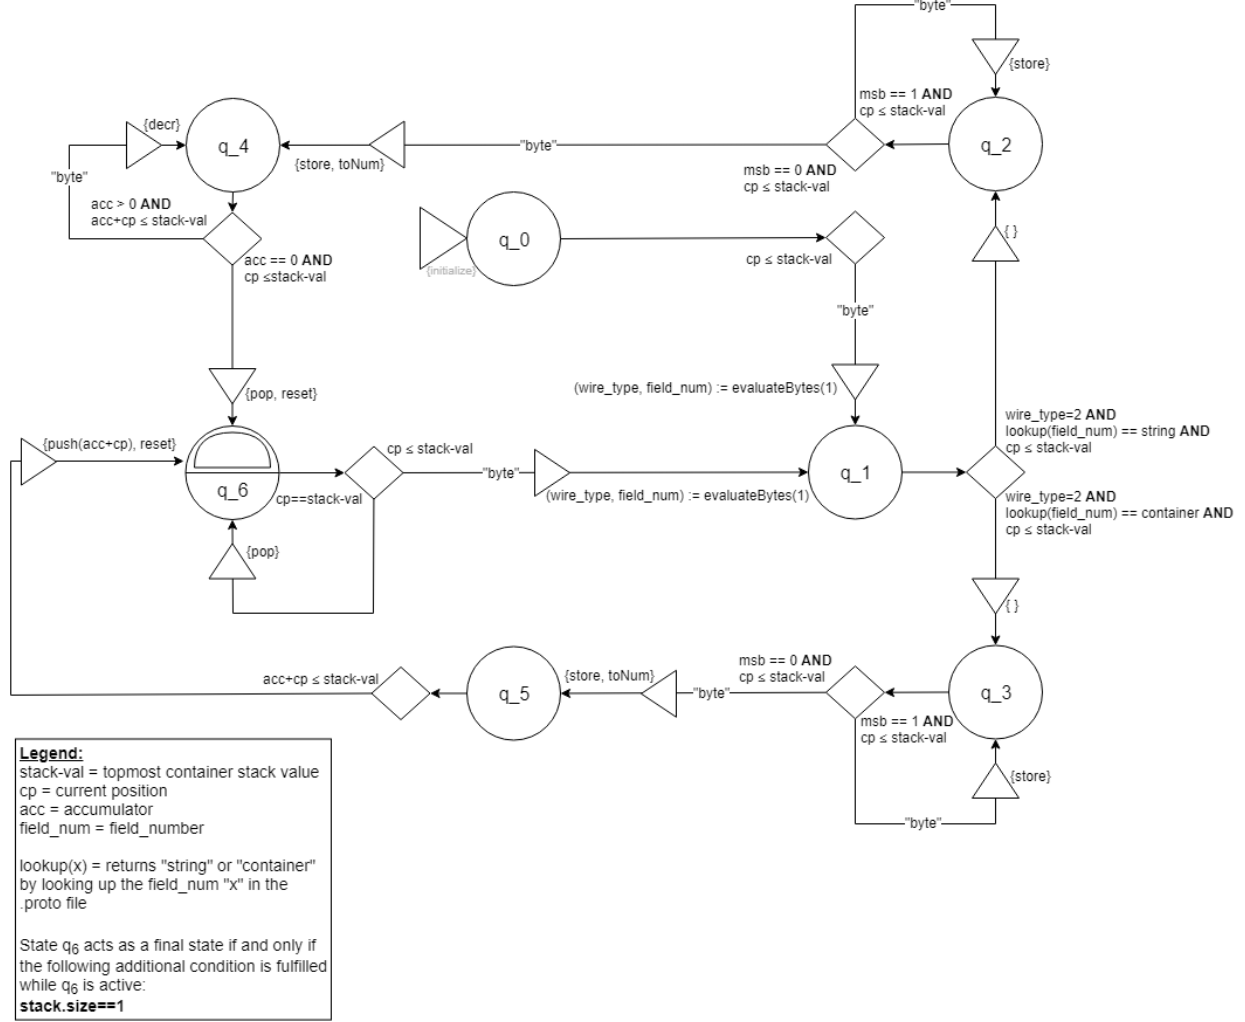 "byte"
{store}
msb == 1 AND
cp ≤ stack-val
{decr}
q_4
{store, toNum}
"byte"
q_2
"byte"
msb == 0 AND
cp ≤ stack-val
acc > 0 AND
acc+cp ≤ stack-val
q_0
{initialize}
cp ≤ stack-val
{ }
acc == 0 AND
cp ≤stack-val
"byte"
{pop, reset}
(wire_type, field_num) := evaluateBytes(1)
wire_type=2 AND
lookup(field_num) == string AND
cp ≤ stack-val
{push(acc+cp), reset}
cp ≤ stack-val
q_6
cp==stack-val
"byte"
(wire_type, field_num) := evaluateBytes(1)
q_1
wire_type=2 AND
lookup(field_num) == container AND
cp ≤ stack-val
{pop}
{ }
acc+cp ≤ stack-val
q_5
{store, toNum}
"byte"
msb == 0 AND
cp ≤ stack-val
q_3
msb == 1 AND
cp ≤ stack-val
{store}
"byte"
Legend:
stack-val = topmost container stack value
cp = current position
acc = accumulator
field_num = field_number
lookup(x) = returns "string" or "container"
by looking up the field_num "x" in the
.proto file
State q6 acts as a final state if and only if
the following additional condition is fulfilled
while q6 is active:
stack.size==1